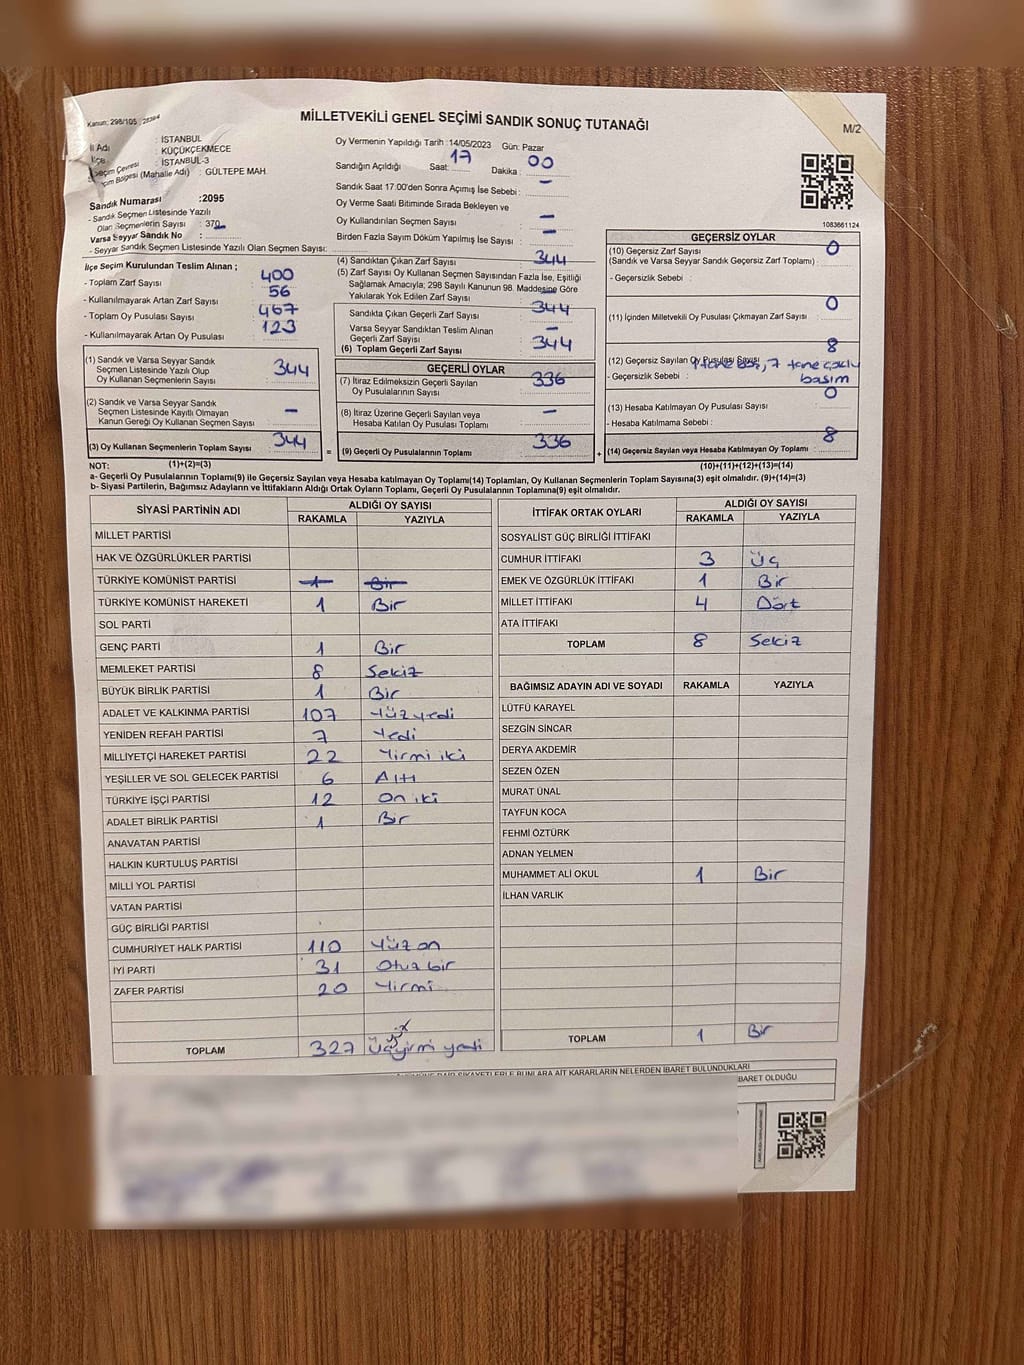 Kanun: 298/105
MİLLETVEKİLİ GENEL SEÇİMİ SANDIK SONUÇ TUTANAĞI
M/2
İl Adı : İSTANBUL
İlçe : KÜÇÜKÇEKMECE
Seçim Çevresi : İSTANBUL-3
Seçim Bölgesi (Mahalle Adı) : GÜLTEPE MAH.
Oy Vermenin Yapıldığı Tarih :14/05/2023 Gün: Pazar
Sandığın Açıldığı Saat: 17 Dakika : 00
Sandık Saat 17:00'den Sonra Açımış İse Sebebi : –
Oy Verme Saati Bitiminde Sırada Bekleyen ve
Oy Kullandırılan Seçmen Sayısı –
Birden Fazla Sayım Döküm Yapılmış İse Sayısı –
Sandık Numarası :2095
- Sandık Seçmen Listesinde Yazılı
Olan Seçmenlerin Sayısı : 370
Varsa Seyyar Sandık No :
- Seyyar Sandık Seçmen Listesinde Yazılı Olan Seçmen Sayısı:
1083661124
İlçe Seçim Kurulundan Teslim Alınan ;
- Toplam Zarf Sayısı 400
- Kullanılmayarak Artan Zarf Sayısı 56
- Toplam Oy Pusulası Sayısı 467
- Kullanılmayarak Artan Oy Pusulası 123
(1) Sandık ve Varsa Seyyar Sandık
Seçmen Listesinde Yazılı Olup
Oy Kullanan Seçmenlerin Sayısı 344
(2) Sandık ve Varsa Seyyar Sandık
Seçmen Listesinde Kayıtlı Olmayan
Kanun Gereği Oy Kullanan Seçmen Sayısı –
(3) Oy Kullanan Seçmenlerin Toplam Sayısı 344
(4) Sandıktan Çıkan Zarf Sayısı 344
(5) Zarf Sayısı Oy Kullanan Seçmen Sayısından Fazla İse, Eşitliği
Sağlamak Amacıyla; 298 Sayılı Kanunun 98. Maddesine Göre
Yakılarak Yok Edilen Zarf Sayısı –
Sandıkta Çıkan Geçerli Zarf Sayısı 344
Varsa Seyyar Sandıktan Teslim Alınan
Geçerli Zarf Sayısı –
(6) Toplam Geçerli Zarf Sayısı 344
GEÇERLİ OYLAR
(7) İtiraz Edilmeksizin Geçerli Sayılan
Oy Pusulalarının Sayısı 336
(8) İtiraz Üzerine Geçerli Sayılan veya
Hesaba Katılan Oy Pusulası Toplamı –
= (9) Geçerli Oy Pusulalarının Toplamı 336 +
GEÇERSİZ OYLAR
(10) Geçersiz Zarf Sayısı 0
(Sandık ve Varsa Seyyar Sandık Geçersiz Zarf Toplamı)
- Geçersizlik Sebebi :
(11) İçinden Milletvekili Oy Pusulası Çıkmayan Zarf Sayısı 0
(12) Geçersiz Sayılan Oy Pusulası Sayısı 8
- Geçersizlik Sebebi : 1 tane boş, 7 tane çoklu
basım
(13) Hesaba Katılmayan Oy Pusulası Sayısı 0
- Hesaba Katılmama Sebebi :
(14) Geçersiz Sayılan veya Hesaba Katılmayan Oy Toplamı 8
NOT: (1)+(2)=(3)
(10)+(11)+(12)+(13)=(14)
a- Geçerli Oy Pusulalarının Toplamı(9) ile Geçersiz Sayılan veya Hesaba katılmayan Oy Toplamı(14) Toplamları, Oy Kullanan Seçmenlerin Toplam Sayısına(3) eşit olmalıdır. (9)+(14)=(3)
b- Siyasi Partilerin, Bağımsız Adayların ve İttifakların Aldığı Ortak Oyların Toplamı, Geçerli Oy Pusulalarının Toplamına(9) eşit olmalıdır.
SİYASİ PARTİNİN ADI ALDIĞI OY SAYISI
RAKAMLA YAZIYLA
MİLLET PARTİSİ
HAK VE ÖZGÜRLÜKLER PARTİSİ
TÜRKİYE KOMÜNİST PARTİSİ 1 Bir
TÜRKİYE KOMÜNİST HAREKETİ 1 Bir
SOL PARTİ
GENÇ PARTİ 1 Bir
MEMLEKET PARTİSİ 8 Sekiz
BÜYÜK BİRLİK PARTİSİ 1 Bir
ADALET VE KALKINMA PARTİSİ 107 Yüzyedi
YENİDEN REFAH PARTİSİ 7 Yedi
MİLLİYETÇİ HAREKET PARTİSİ 22 Yirmi iki
YEŞİLLER VE SOL GELECEK PARTİSİ 6 Altı
TÜRKİYE İŞÇİ PARTİSİ 12 On iki
ADALET BİRLİK PARTİSİ 1 Bir
ANAVATAN PARTİSİ
HALKIN KURTULUŞ PARTİSİ
MİLLİ YOL PARTİSİ
VATAN PARTİSİ
GÜÇ BİRLİĞİ PARTİSİ
CUMHURİYET HALK PARTİSİ 110 Yüzon
İYİ PARTİ 31 Otuzbir
ZAFER PARTİSİ 20 Yirmi
TOPLAM 327 Üçyirmi yedi
yüz
İTTİFAK ORTAK OYLARI ALDIĞI OY SAYISI
RAKAMLA YAZIYLA
SOSYALİST GÜÇ BİRLİĞİ İTTİFAKI
CUMHUR İTTİFAKI 3 Üç
EMEK VE ÖZGÜRLÜK İTTİFAKI 1 Bir
MİLLET İTTİFAKI 4 Dört
ATA İTTİFAKI
TOPLAM 8 Sekiz
BAĞIMSIZ ADAYIN ADI VE SOYADI RAKAMLA YAZIYLA
LÜTFÜ KARAYEL
SEZGİN SİNCAR
DERYA AKDEMİR
SEZEN ÖZEN
MURAT ÜNAL
TAYFUN KOCA
FEHMİ ÖZTÜRK
ADNAN YELMEN
MUHAMMET ALİ OKUL 1 Bir
İLHAN VARLIK
TOPLAM 1 Bir
ŞİKAYETLERLE BUNLARA AİT KARARLARIN NELERDEN İBARET BULUNDUKLARI
BARET OLDUĞU